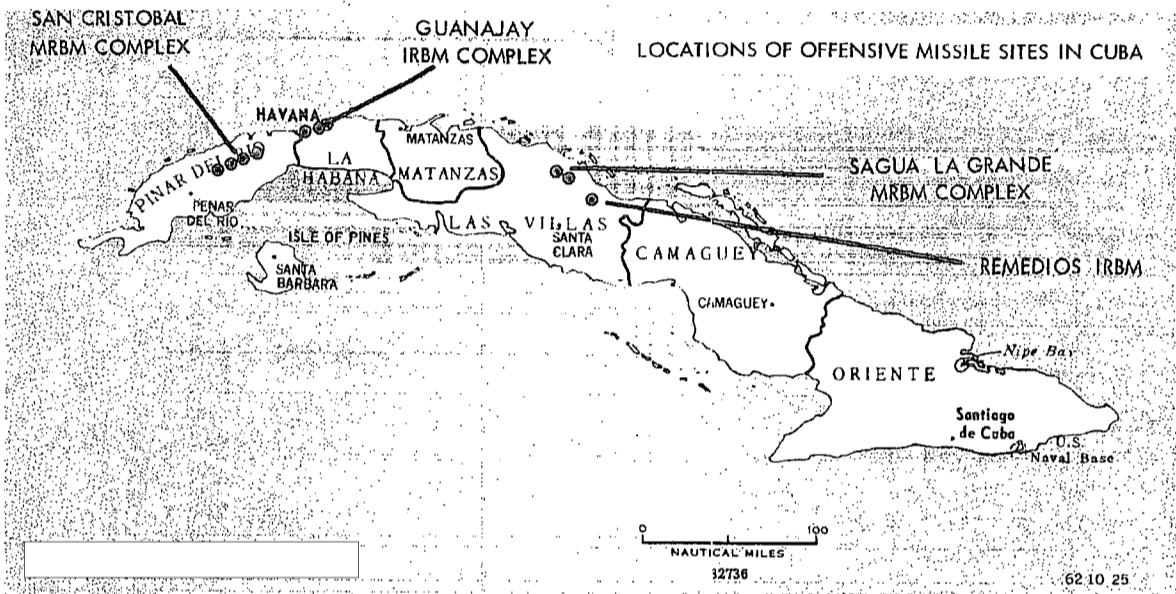 SAN CRISTOBAL
MRBM COMPLEX
GUANAJAY
IRBM COMPLEX
LOCATIONS OF OFFENSIVE MISSILE SITES IN CUBA
HAVANA
MATANZAS
PINAR DEL RIO
LA
HABANA
MATANZAS
SAGUA LA GRANDE
MRBM COMPLEX
PENAR
DEL RIO
LAS VILLAS
ISLE OF PINES
SANTA
CLARA
CAMAGUEY
REMEDIOS IRBM
SANTA
BARBARA
CAMAGUEY
Nipe Bay
ORIENTE
Santiago
de Cuba
U.S.
Naval Base
0 100
NAUTICAL MILES
32736
62 10 25